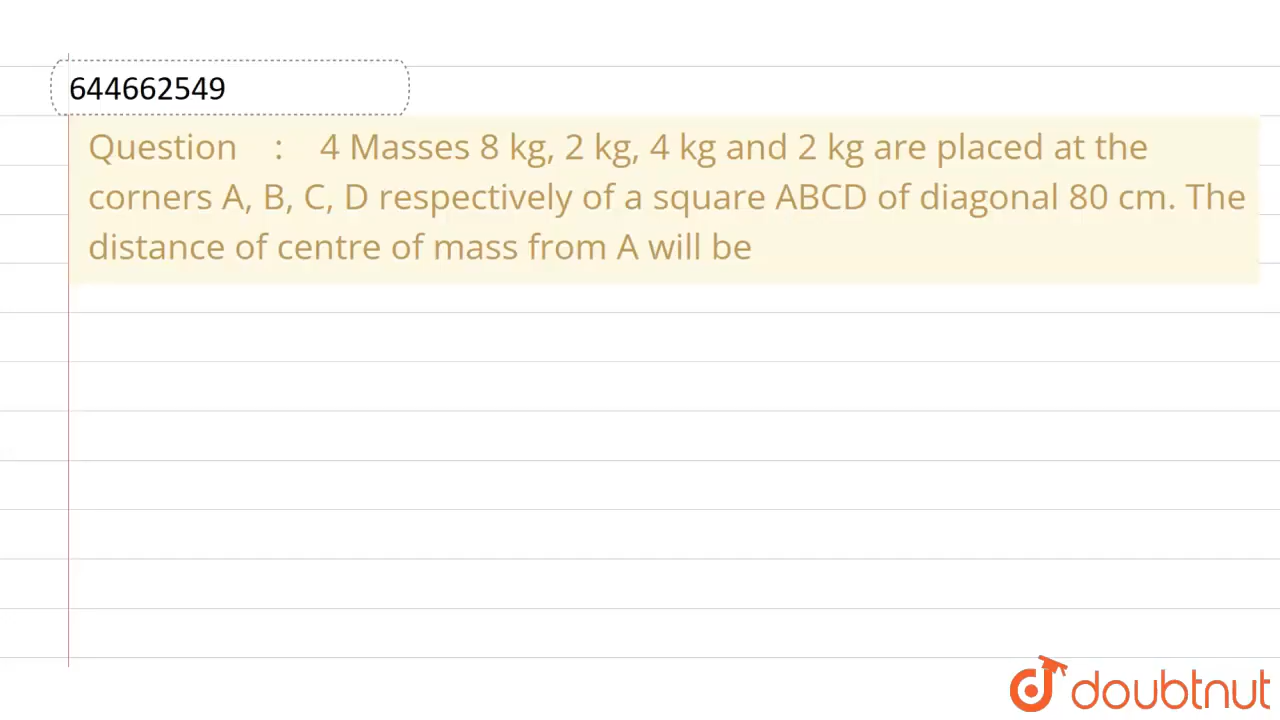 644662549
Question : 4 Masses 8 kg, 2 kg, 4 kg and 2 kg are placed at the
corners A, B, C, D respectively of a square ABCD of diagonal 80 cm. The
distance of centre of mass from A will be
doubtnut